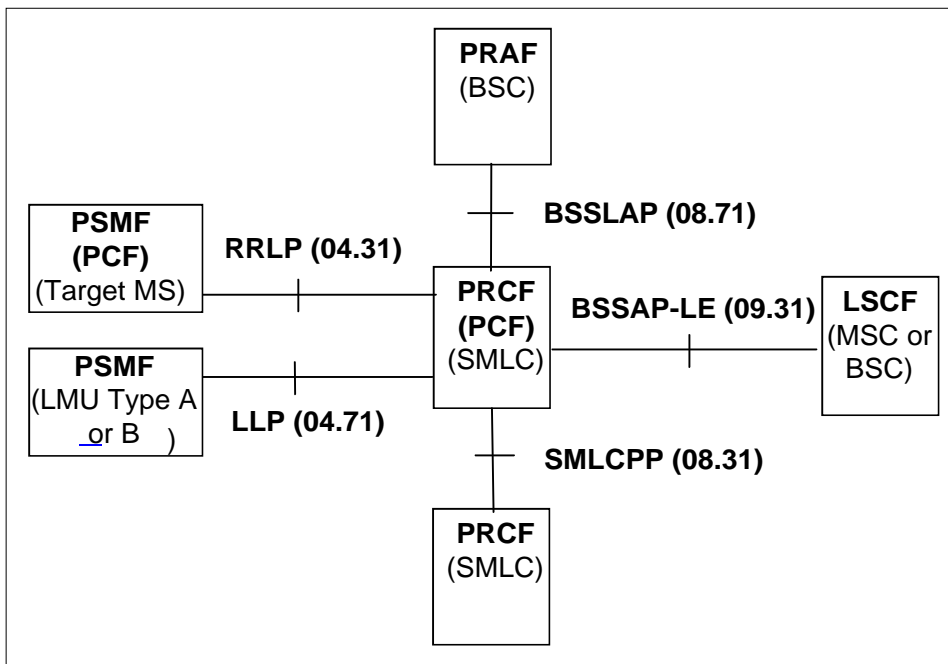 PRAF
(BSC)
BSSLAP (08.71)
PSMF
(PCF)
(Target MS)
RRLP (04.31)
PRCF
(PCF)
(SMLC)
BSSAP-LE (09.31)
LSCF
(MSC or
BSC)
PSMF
(LMU Type A
or B )
LLP (04.71)
SMLCPP (08.31)
PRCF
(SMLC)